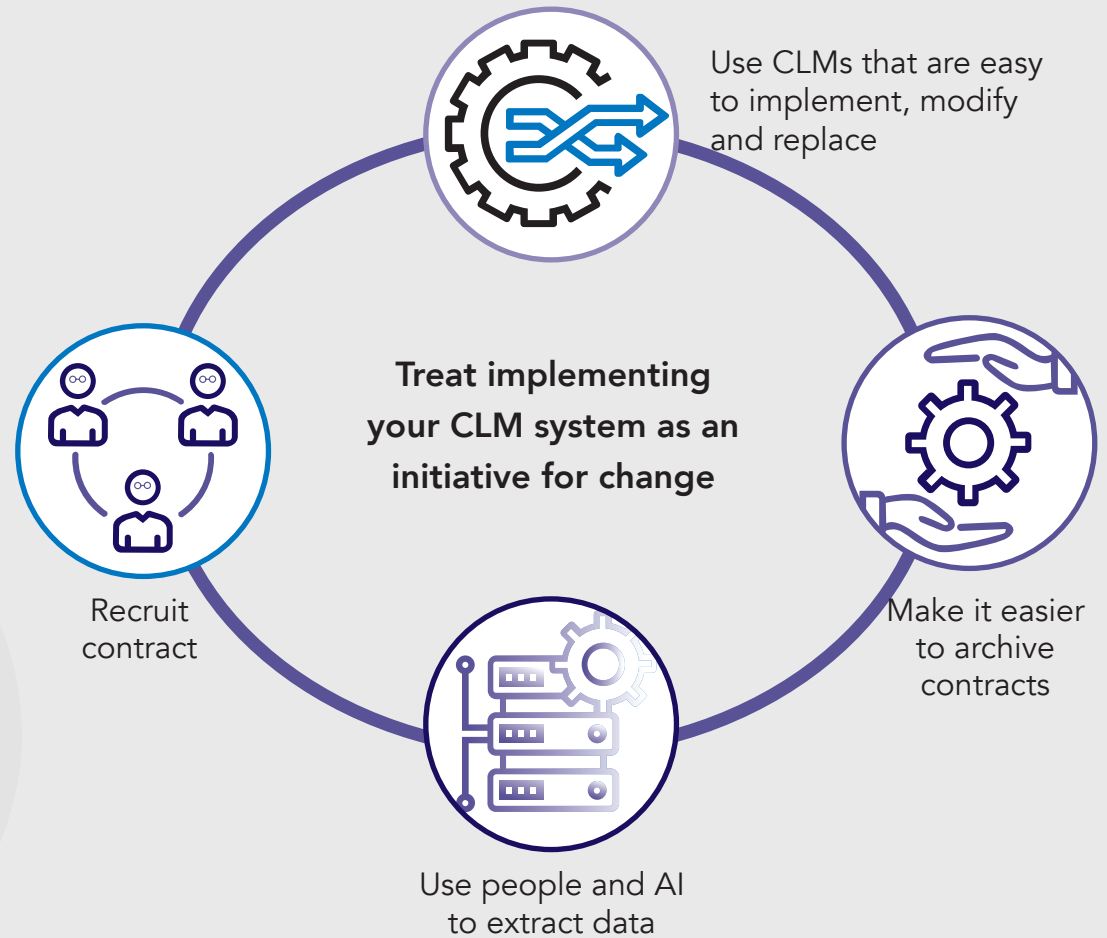 Use CLMs that are easy
to implement, modify
and replace
Treat implementing
your CLM system as an
initiative for change
Recruit
contract
Make it easier
to archive
contracts
Use people and AI
to extract data